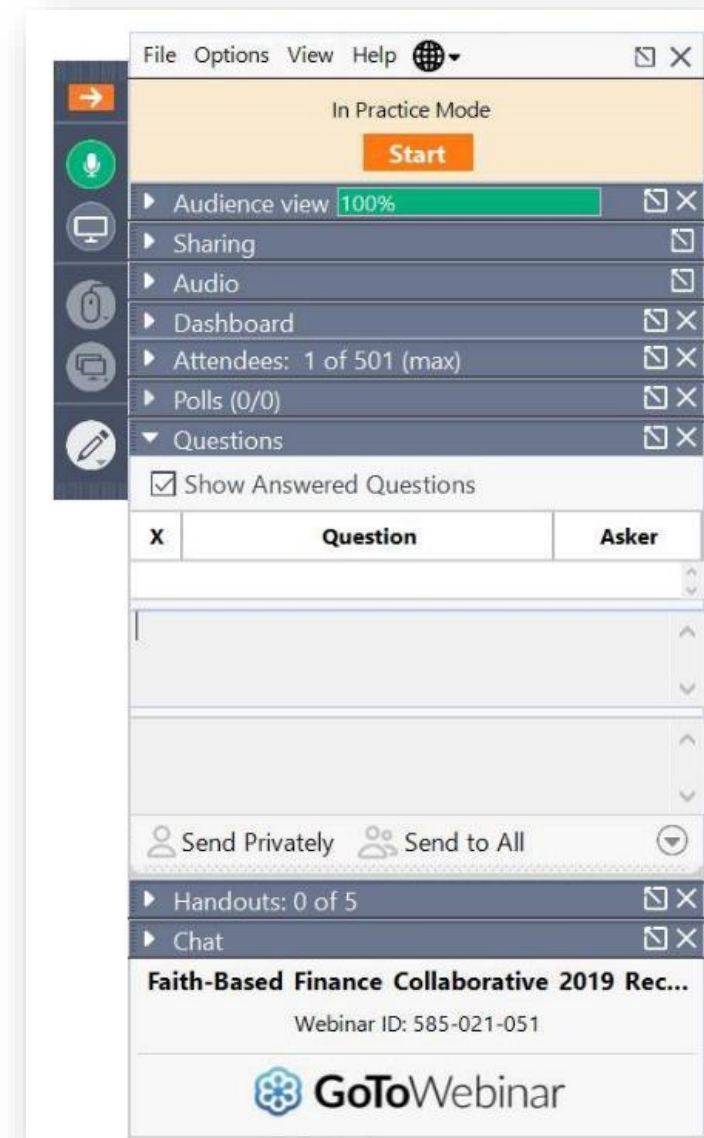 File Options View Help
In Practice Mode
Start
Audience view 100%
Sharing
Audio
Dashboard
Attendees: 1 of 501 (max)
Polls (0/0)
Questions
Show Answered Questions
X Question Asker
Send Privately Send to All
Handouts: 0 of 5
Chat
Faith-Based Finance Collaborative 2019 Rec...
Webinar ID: 585-021-051
GoToWebinar